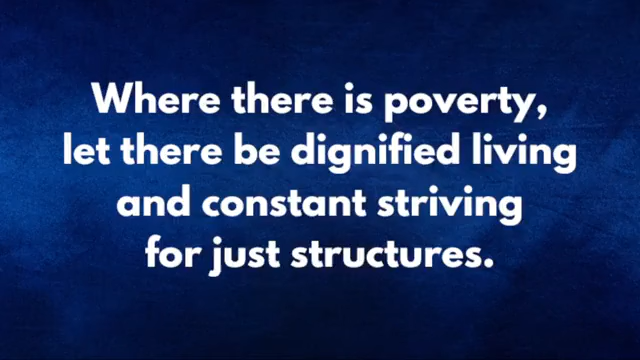 Where there is poverty,
let there be dignified living
and constant striving
for just structures.